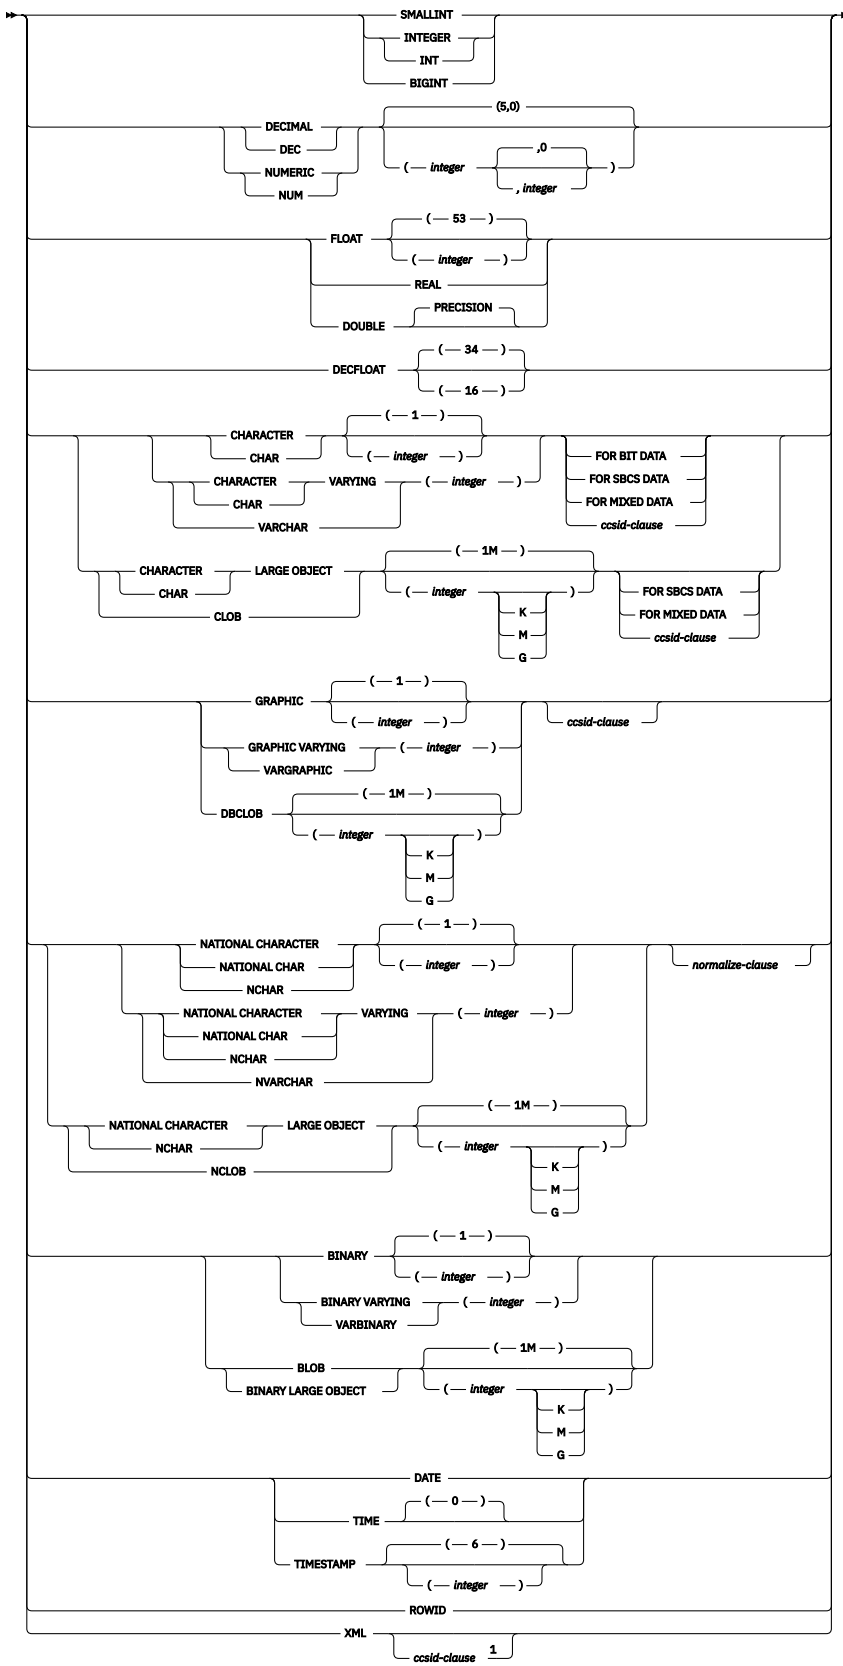 SMALLINT
INTEGER
INT
BIGINT
(5,0)
DECIMAL
DEC
,0
NUMERIC ( integer )
NUM , integer
( 53 )
FLOAT
( integer )
REAL
PRECISION
DOUBLE
( 34 )
DECFLOAT
( 16 )
( 1 )
CHARACTER
CHAR ( integer ) FOR BIT DATA
CHARACTER VARYING ( integer ) FOR SBCS DATA
CHAR FOR MIXED DATA
VARCHAR ccsid-clause
( 1M )
CHARACTER LARGE OBJECT
CHAR ( integer ) FOR SBCS DATA
CLOB K FOR MIXED DATA
M ccsid-clause
G
( 1 )
GRAPHIC
( integer ) ccsid-clause
GRAPHIC VARYING ( integer )
VARGRAPHIC
( 1M )
DBCLOB
( integer )
K
M
G
( 1 )
NATIONAL CHARACTER
NATIONAL CHAR ( integer ) normalize-clause
NCHAR
NATIONAL CHARACTER VARYING ( integer )
NATIONAL CHAR
NCHAR
NVARCHAR
( 1M )
NATIONAL CHARACTER LARGE OBJECT
NCHAR ( integer )
NCLOB K
M
G
( 1 )
BINARY
( integer )
BINARY VARYING ( integer )
VARBINARY
( 1M )
BLOB
BINARY LARGE OBJECT ( integer )
K
M
G
DATE
( 0 )
TIME
( 6 )
TIMESTAMP
( integer )
ROWID
XML
ccsid-clause 1